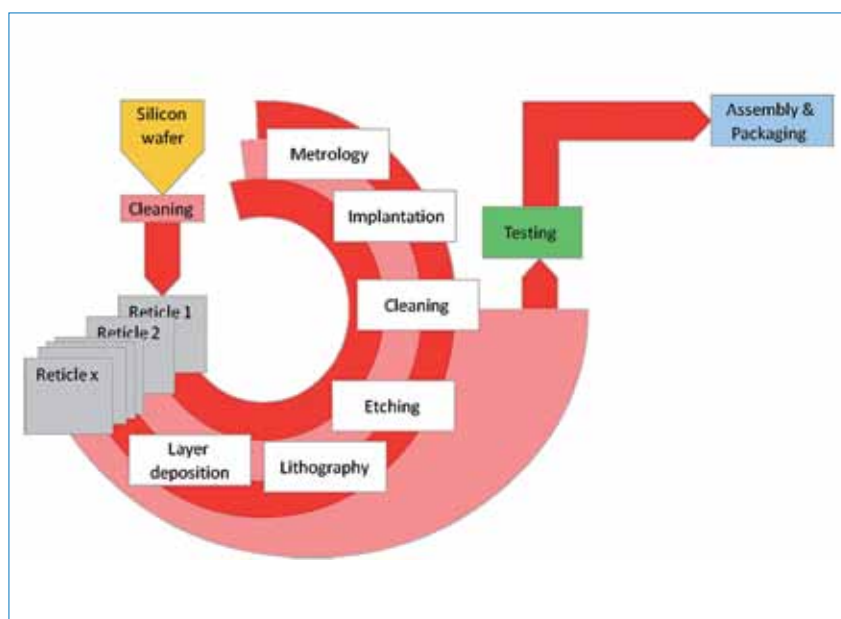 Silicon
wafer
Cleaning
Reticle 1
Reticle 2
Reticle x
Layer
deposition
Lithography
Etching
Cleaning
Implantation
Metrology
Testing
Assembly &
Packaging